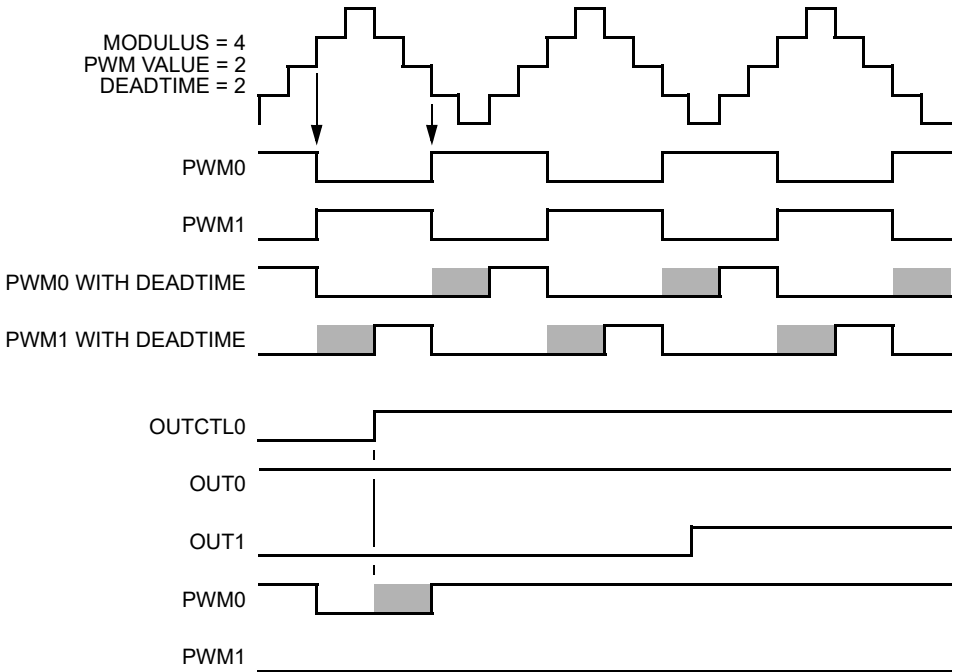 MODULUS = 4
PWM VALUE = 2
DEADTIME = 2
PWM0
PWM1
PWM0 WITH DEADTIME
PWM1 WITH DEADTIME
OUTCTL0
OUT0
OUT1
PWM0
PWM1